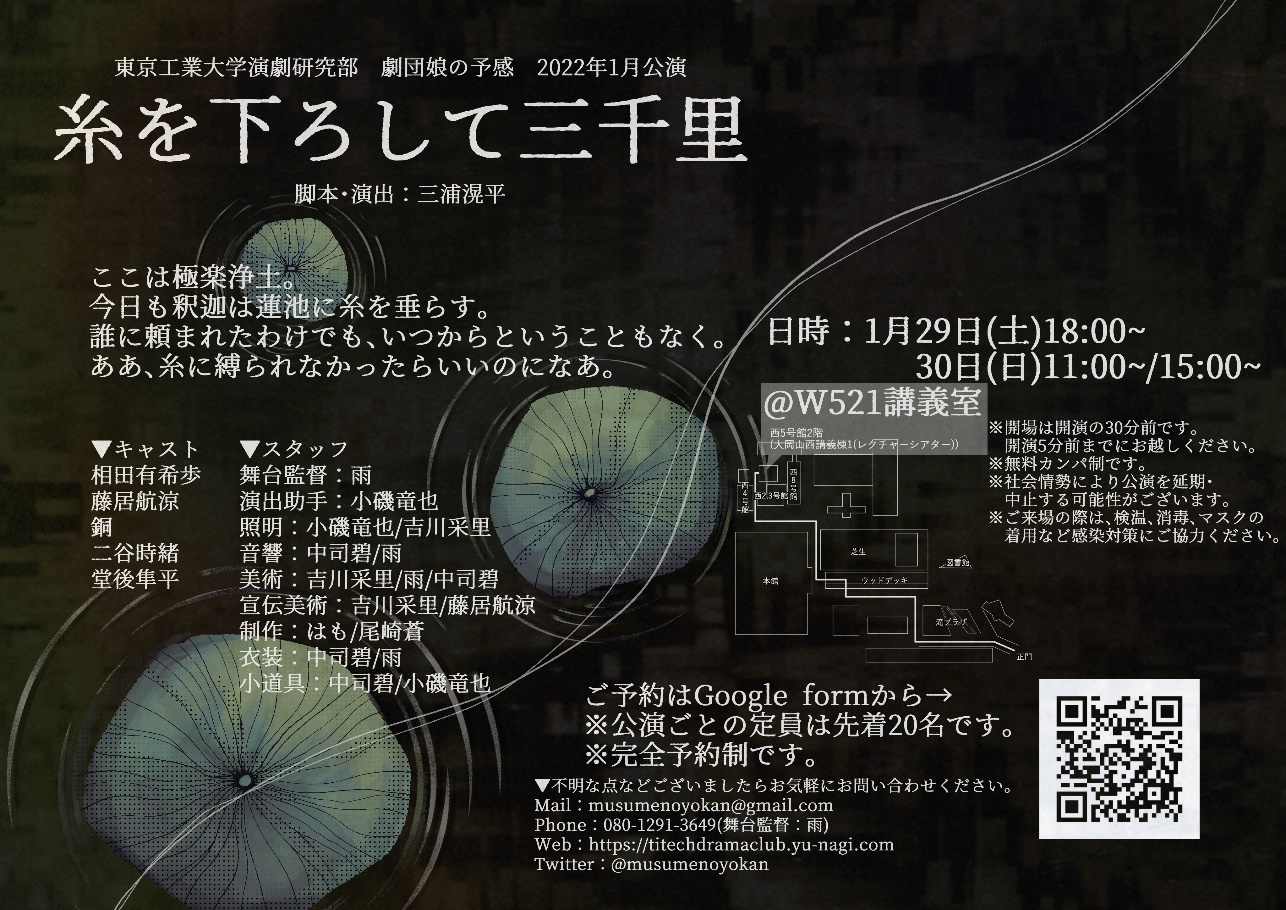 東京工業大学演劇研究部　劇団娘の予感　2022年1月公演
糸を下ろして三千里
脚本・演出：三浦滉平
ここは極楽浄土。
今日も釈迦は蓮池に糸を垂らす。
誰に頼まれたわけでも、いつからということもなく。
ああ、糸に縛られなかったらいいのになあ。
▼キャスト
相田有希歩
藤居航涼
銅
二谷時緒
堂後隼平
▼スタッフ
舞台監督：雨
演出助手：小磯竜也
照明：小磯竜也/吉川采里
音響：中司碧/雨
美術：吉川采里/雨/中司碧
宣伝美術：吉川采里/藤居航涼
制作：はも/尾崎蒼
衣装：中司碧/雨
小道具：中司碧/小磯竜也
日時：1月29日(土)18:00~
30日(日)11:00~/15:00~
@W521講義室
西5号館2階
(大岡山西講義棟1(レクチャーシアター))
※開場は開演の30分前です。
開演5分前までにお越しください。
※無料カンパ制です。
※社会情勢により公演を延期・
中止する可能性がございます。
※ご来場の際は、検温、消毒、マスクの
着用など感染対策にご協力ください。
西4号館
西2,3号館
西8号館
芝生
図書館
本館
ウッドデッキ
滝プラザ
正門
ご予約はGoogle formから→
※公演ごとの定員は先着20名です。
※完全予約制です。
▼不明な点などございましたらお気軽にお問い合わせください。
Mail：musumenoyokan@gmail.com
Phone：080-1291-3649(舞台監督：雨)
Web：https://titechdramaclub.yu-nagi.com
Twitter：@musumenoyokan